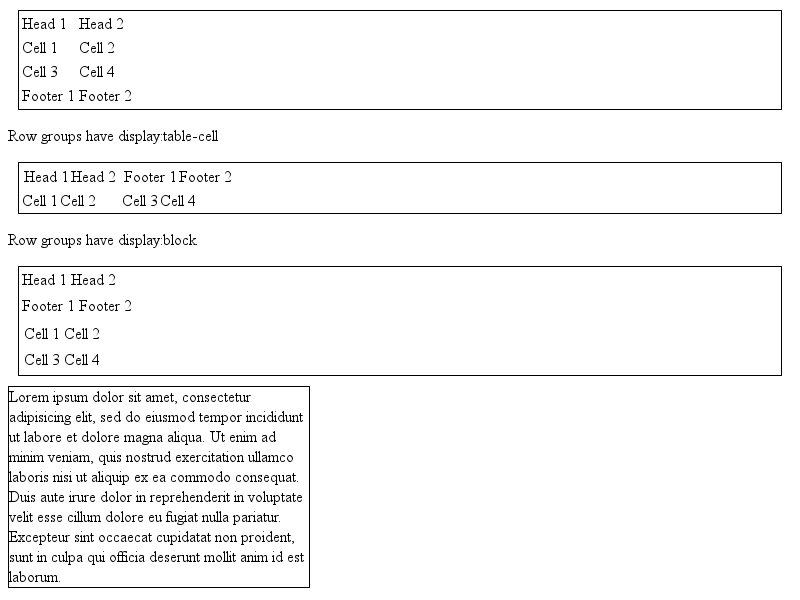 Head 1 Head 2
Cell 1 Cell 2
Cell 3 Cell 4
Footer 1 Footer 2
Row groups have display:table-cell
Head 1 Head 2 Footer 1 Footer 2
Cell 1 Cell 2 Cell 3 Cell 4
Row groups have display:block
Head 1 Head 2
Footer 1 Footer 2
Cell 1 Cell 2
Cell 3 Cell 4
Lorem ipsum dolor sit amet, consectetur
adipisicing elit, sed do eiusmod tempor incididunt
ut labore et dolore magna aliqua. Ut enim ad
minim veniam, quis nostrud exercitation ullamco
laboris nisi ut aliquip ex ea commodo consequat.
Duis aute irure dolor in reprehenderit in voluptate
velit esse cillum dolore eu fugiat nulla pariatur.
Excepteur sint occaecat cupidatat non proident,
sunt in culpa qui officia deserunt mollit anim id est
laborum.